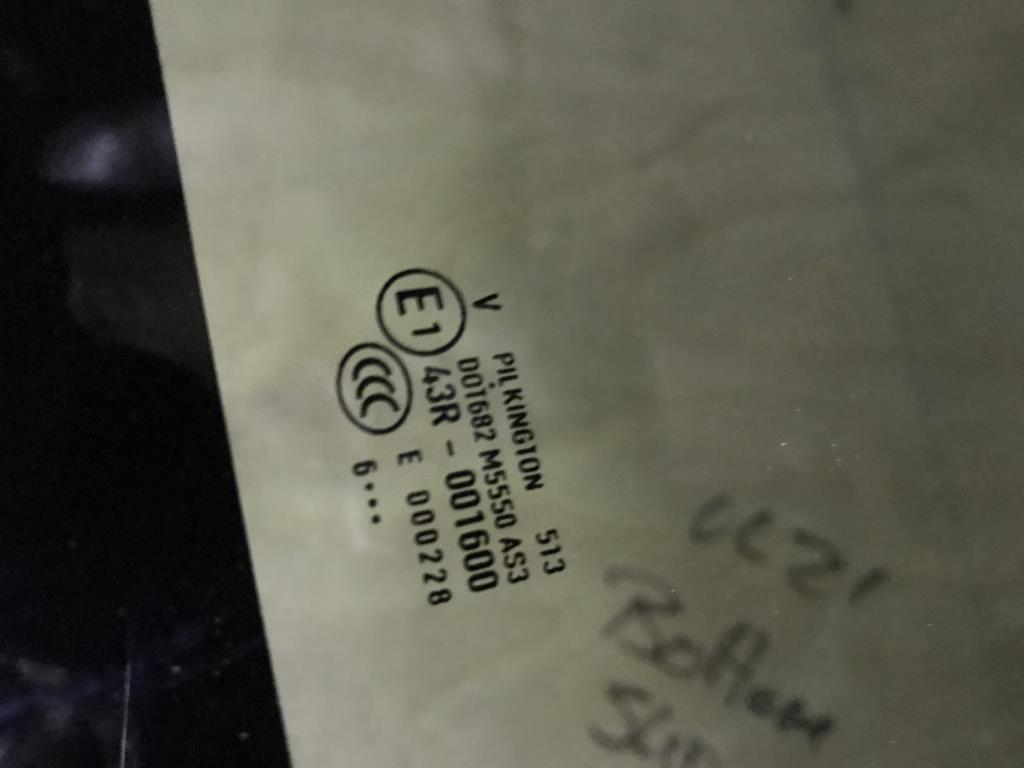 V
PILKINGTON 513
DOT682 M5550 AS3
E1 43R - 001600
CCC E 000228
6•••
Bottom